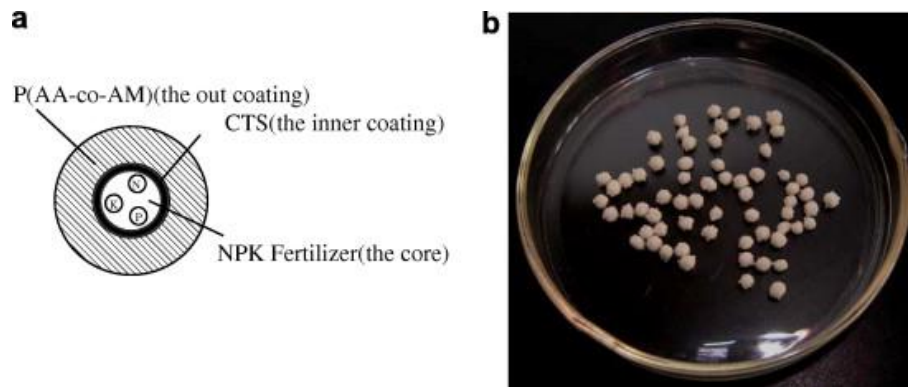 a
b
P(AA-co-AM)(the out coating)
CTS(the inner coating)
N
K
P
NPK Fertilizer(the core)